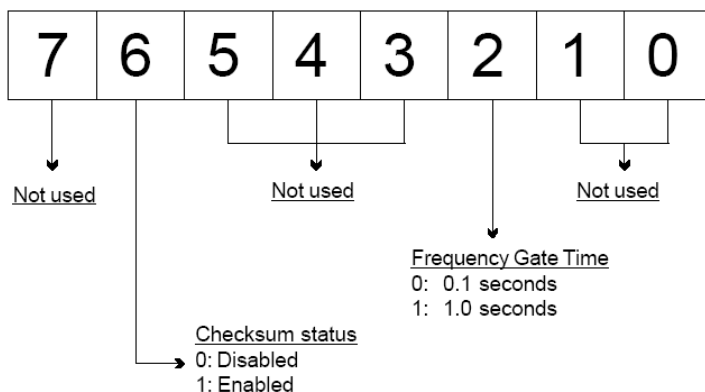 7 6 5 4 3 2 1 0
Not used
Not used
Not used
Frequency Gate Time
0: 0.1 seconds
1: 1.0 seconds
Checksum status
0: Disabled
1: Enabled